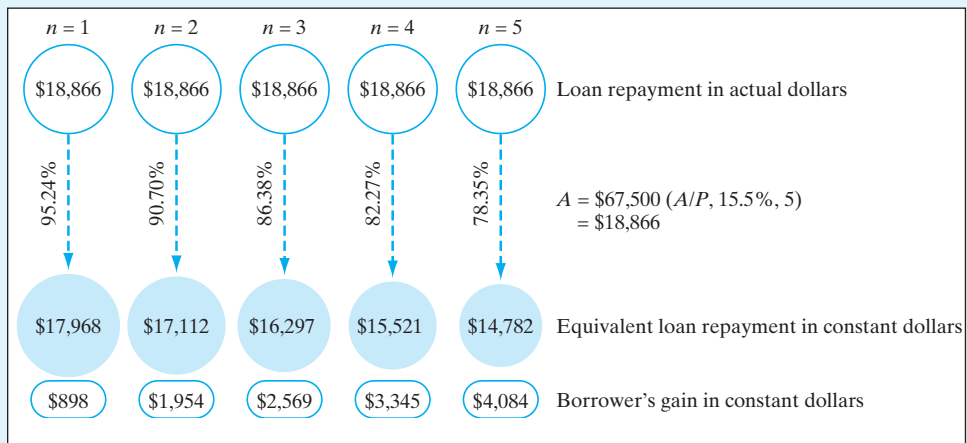 n = 1 n = 2 n = 3 n = 4 n = 5
$18,866 $18,866 $18,866 $18,866 $18,866 Loan repayment in actual dollars
95.24% 90.70% 86.38% 82.27% 78.35%
A = $67,500 (A/P, 15.5%, 5)
= $18,866
$17,968 $17,112 $16,297 $15,521 $14,782 Equivalent loan repayment in constant dollars
$898 $1,954 $2,569 $3,345 $4,084 Borrower's gain in constant dollars